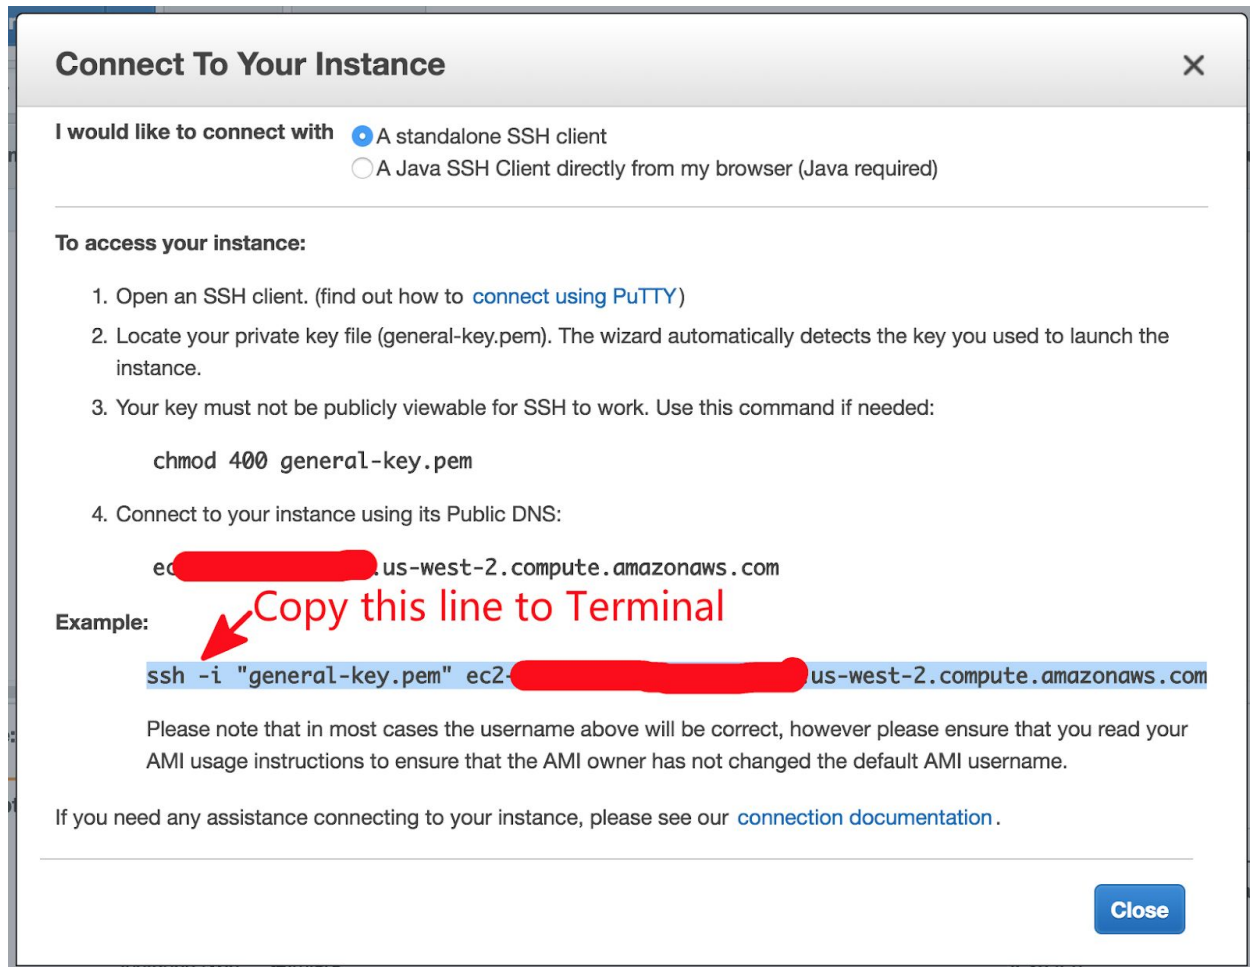 Connect To Your Instance
I would like to connect with
A standalone SSH client
A Java SSH Client directly from my browser (Java required)
To access your instance:
1. Open an SSH client. (find out how to connect using PuTTY)
2. Locate your private key file (general-key.pem). The wizard automatically detects the key you used to launch the
instance.
3. Your key must not be publicly viewable for SSH to work. Use this command if needed:
chmod 400 general-key.pem
4. Connect to your instance using its Public DNS:
ec .us-west-2.compute.amazonaws.com
Copy this line to Terminal
Example:
ssh -i "general-key.pem" ec2- us-west-2.compute.amazonaws.com
Please note that in most cases the username above will be correct, however please ensure that you read your
AMI usage instructions to ensure that the AMI owner has not changed the default AMI username.
If you need any assistance connecting to your instance, please see our connection documentation.
Close